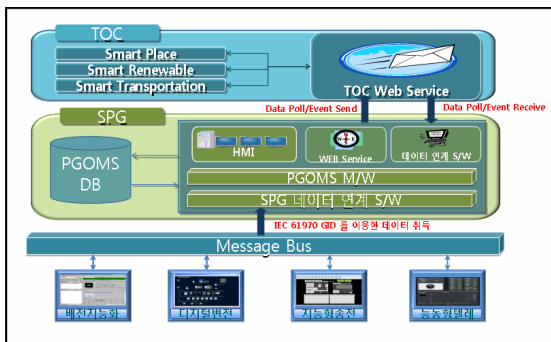 TOC
Smart Place
Smart Renewable
Smart Transportation
TOC Web Service
Data Poll/Event Send
Data Poll/Event Receive
SPG
PGOMS
DB
HMI
WEB Service
데이터 연계 S/W
PGOMS M/W
SPG 데이터 연계 S/W
IEC 61970 GID 를 이용한 데이터 취득
Message Bus
배전지능화
디지털변전
지능형송전
능동형텔레